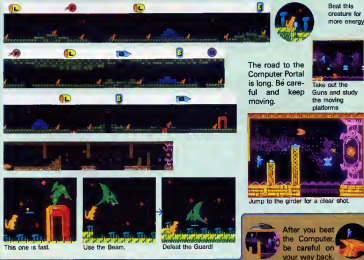 L
P
L
S
Beat this
creature for
more energy
P
L
S
The road to the
Computer Portal
is long. Be care-
ful and keep
moving.
Take out the
Guns and study
the moving
platforms
L
S
L
Jump to the girder for a clear shot.
This one is fast.
Use the Beam.
Defeat the Guard!
After you beat
the Computer,
be careful on
your way back.